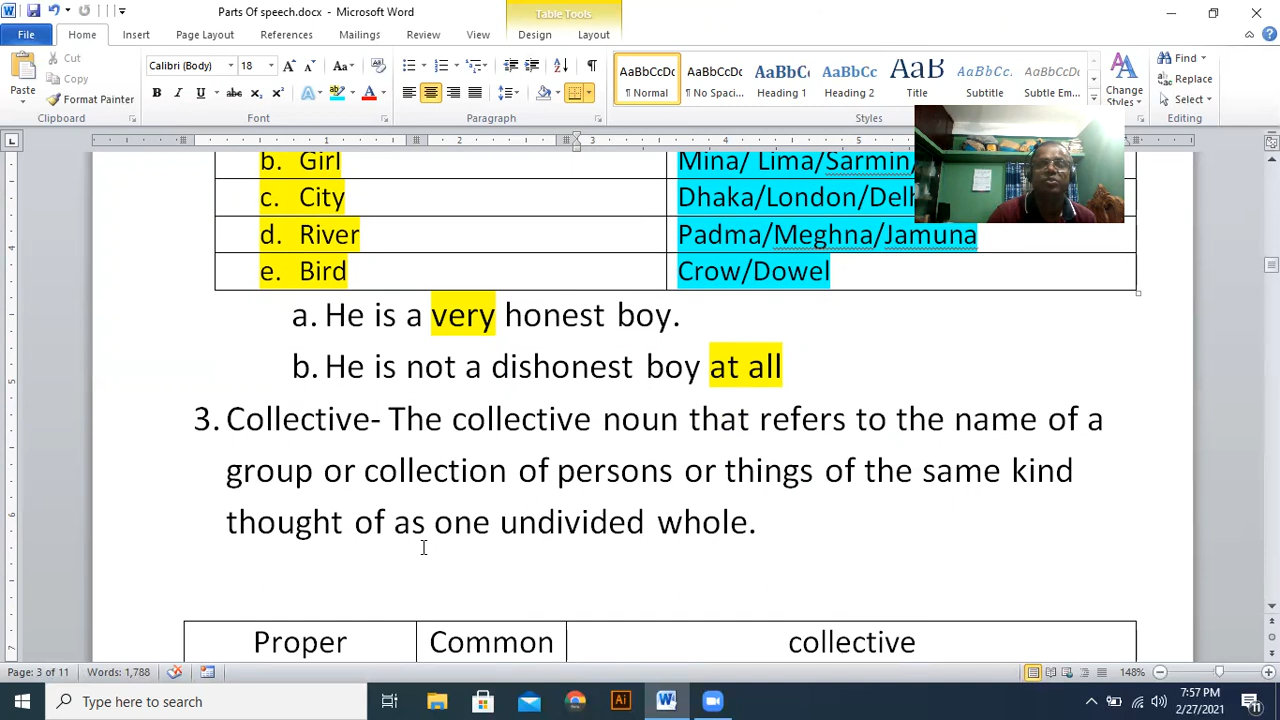 Parts Of speech.docx - Microsoft Word
Table Tools
File Home Insert Page Layout References Mailings Review View Design Layout
Cut
Copy
Format Painter
Paste
Calibri (Body) 18
AaBbCcDc AaBbCcDc AaBbCc AaBbCc AaB AaBbCcL AaBbCcDc
¶ Normal ¶ No Spaci... Heading 1 Heading 2 Title Subtitle Subtle Em...
Change Styles
Find
Replace
Select
Clipboard Font Paragraph Styles Editing
b. Girl Mina/ Lima/Sarmin/
c. City Dhaka/London/Delh
d. River Padma/Meghna/Jamuna
e. Bird Crow/Dowel
a. He is a very honest boy.
b. He is not a dishonest boy at all
3. Collective- The collective noun that refers to the name of a
group or collection of persons or things of the same kind
thought of as one undivided whole.
Proper Common collective
Page: 3 of 11 Words: 1,788 148%
Type here to search
7:57 PM
2/27/2021